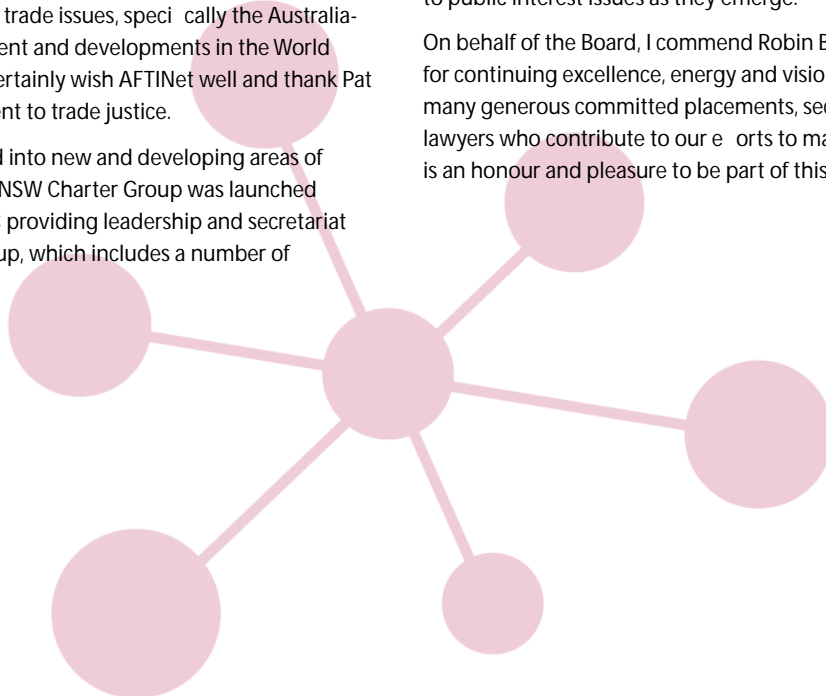 trade issues, speci cally the Australia-
ent and developments in the World
ertainly wish AFTINet well and thank Pat
nt to trade justice.
d into new and developing areas of
NSW Charter Group was launched
providing leadership and secretariat
up, which includes a number of
to public interest issues as they emerge.
On behalf of the Board, I commend Robin B
for continuing excellence, energy and visio
many generous committed placements, sec
lawyers who contribute to our e orts to ma
is an honour and pleasure to be part of this